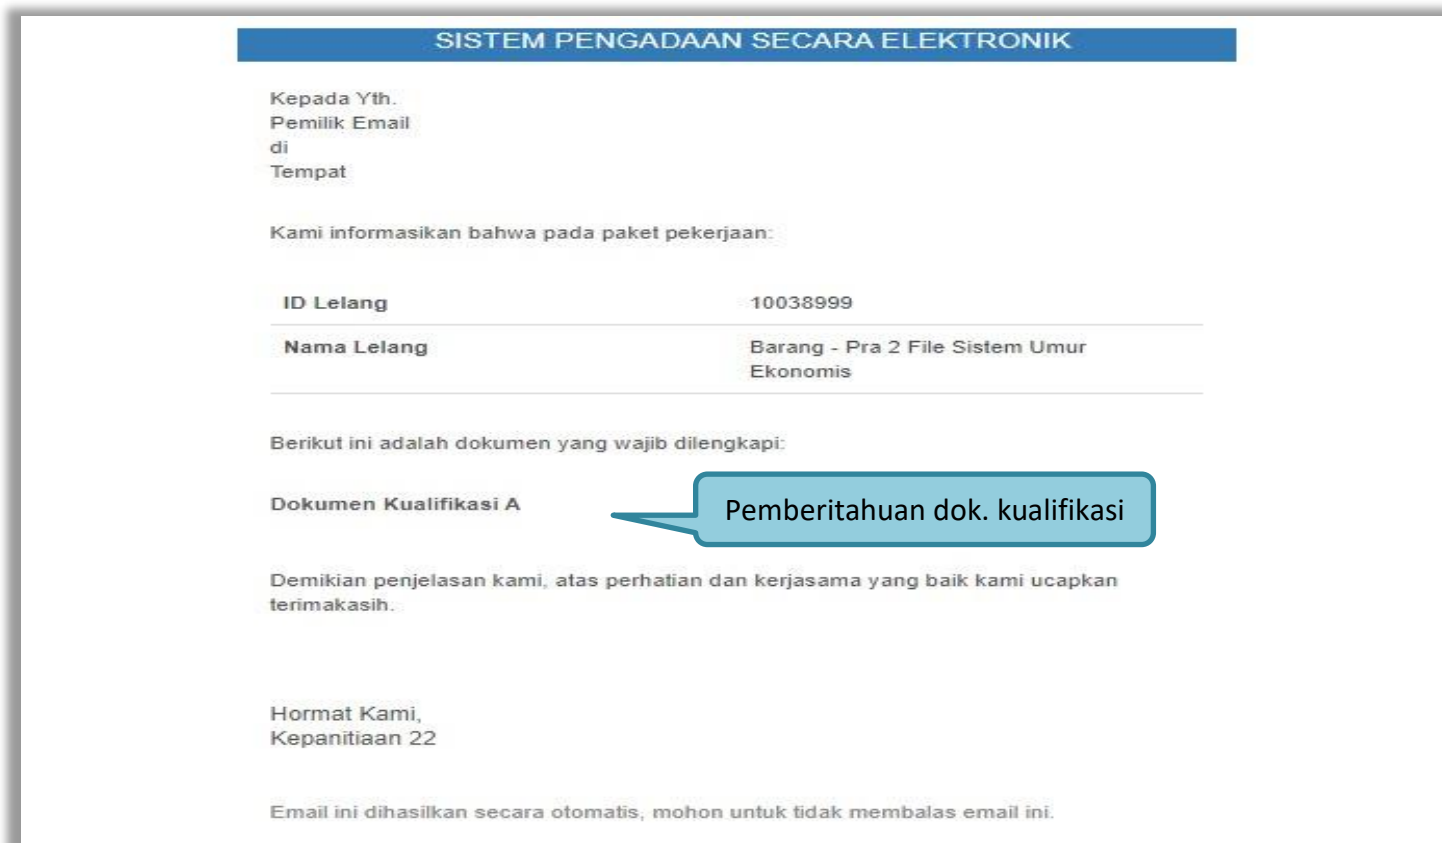 SISTEM PENGADAAN SECARA ELEKTRONIK
Kepada Yth.
Pemilik Email
di
Tempat
Kami informasikan bahwa pada paket pekerjaan:
ID Lelang 10038999
Nama Lelang Barang - Pra 2 File Sistem Umur
Ekonomis
Berikut ini adalah dokumen yang wajib dilengkapi:
Dokumen Kualifikasi A
Pemberitahuan dok. kualifikasi
Demikian penjelasan kami, atas perhatian dan kerjasama yang baik kami ucapkan
terimakasih.
Hormat Kami,
Kepanitiaan 22
Email ini dihasilkan secara otomatis, mohon untuk tidak membalas email ini.